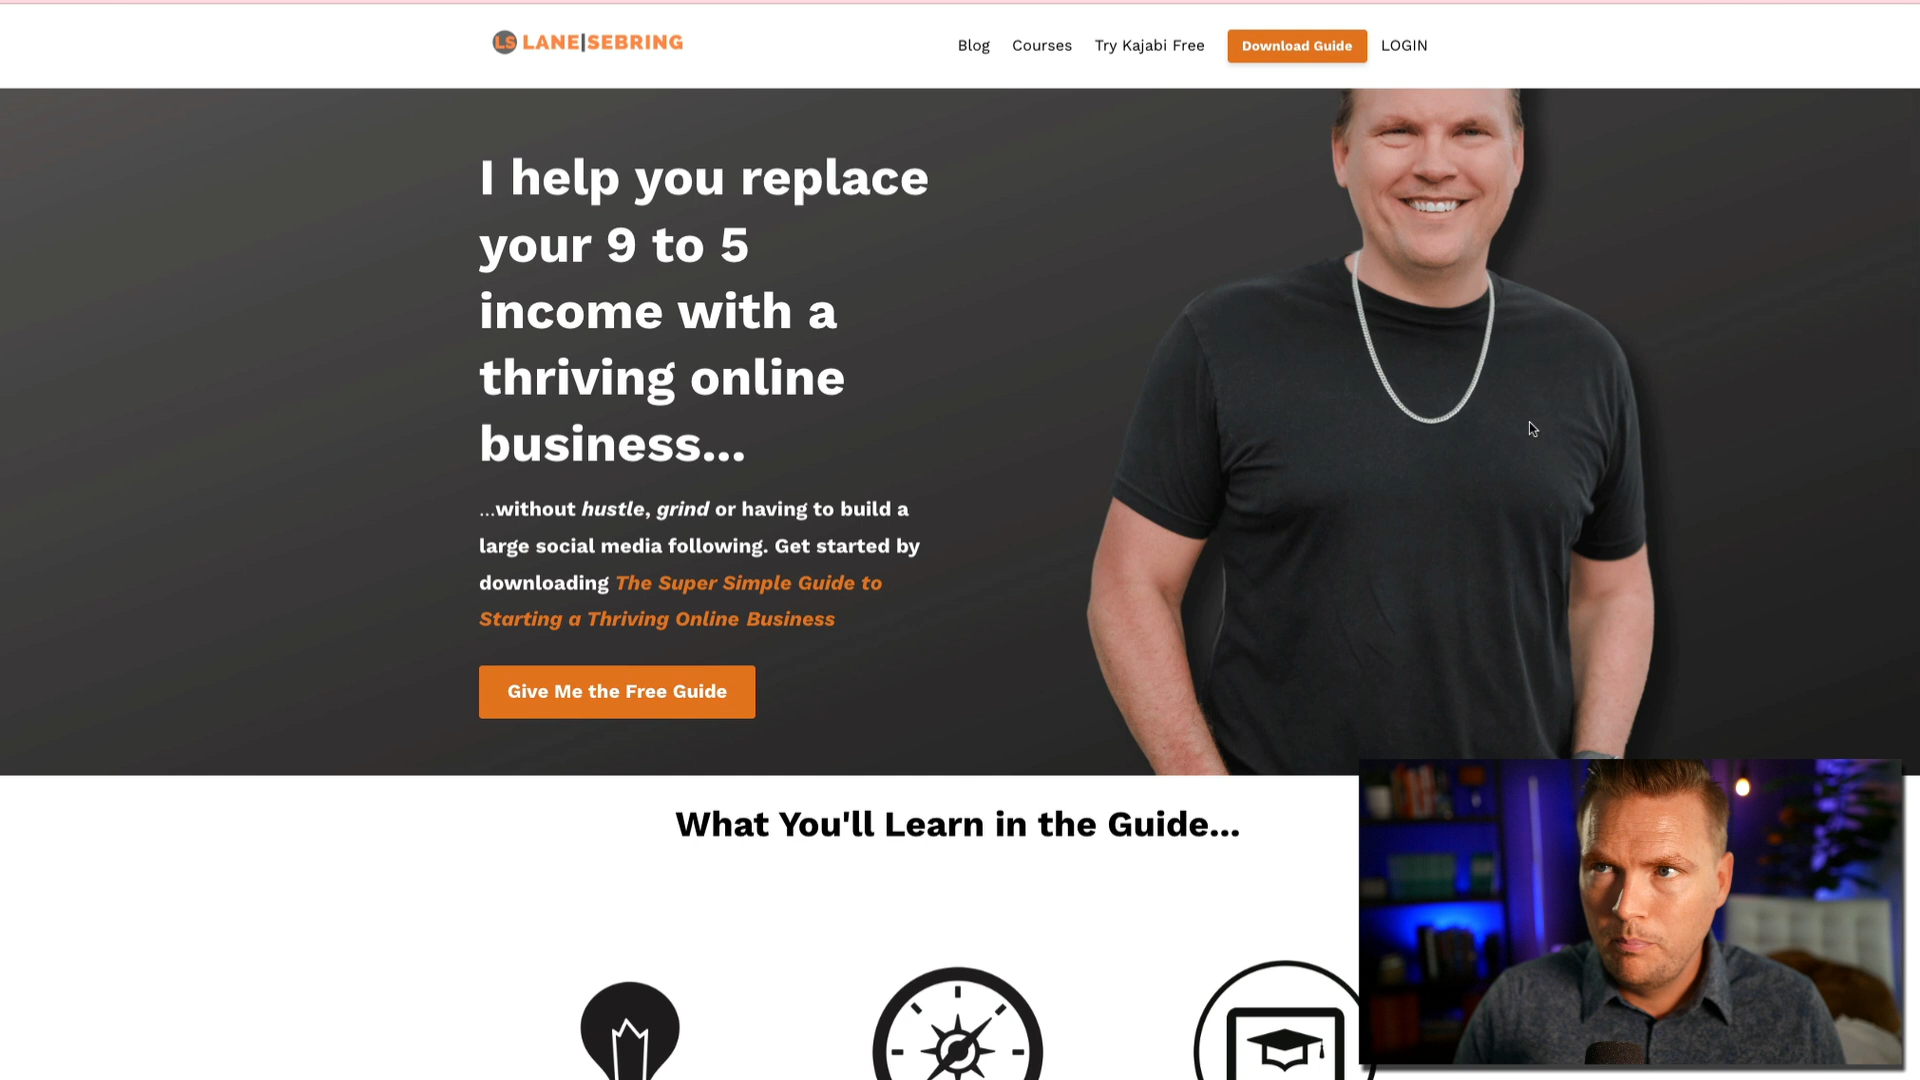 LS LANE|SEBRING
Blog
Courses
Try Kajabi Free
Download Guide
LOGIN
I help you replace
your 9 to 5
income with a
thriving online
business...
...without hustle, grind or having to build a
large social media following. Get started by
downloading The Super Simple Guide to
Starting a Thriving Online Business
Give Me the Free Guide
What You'll Learn in the Guide...